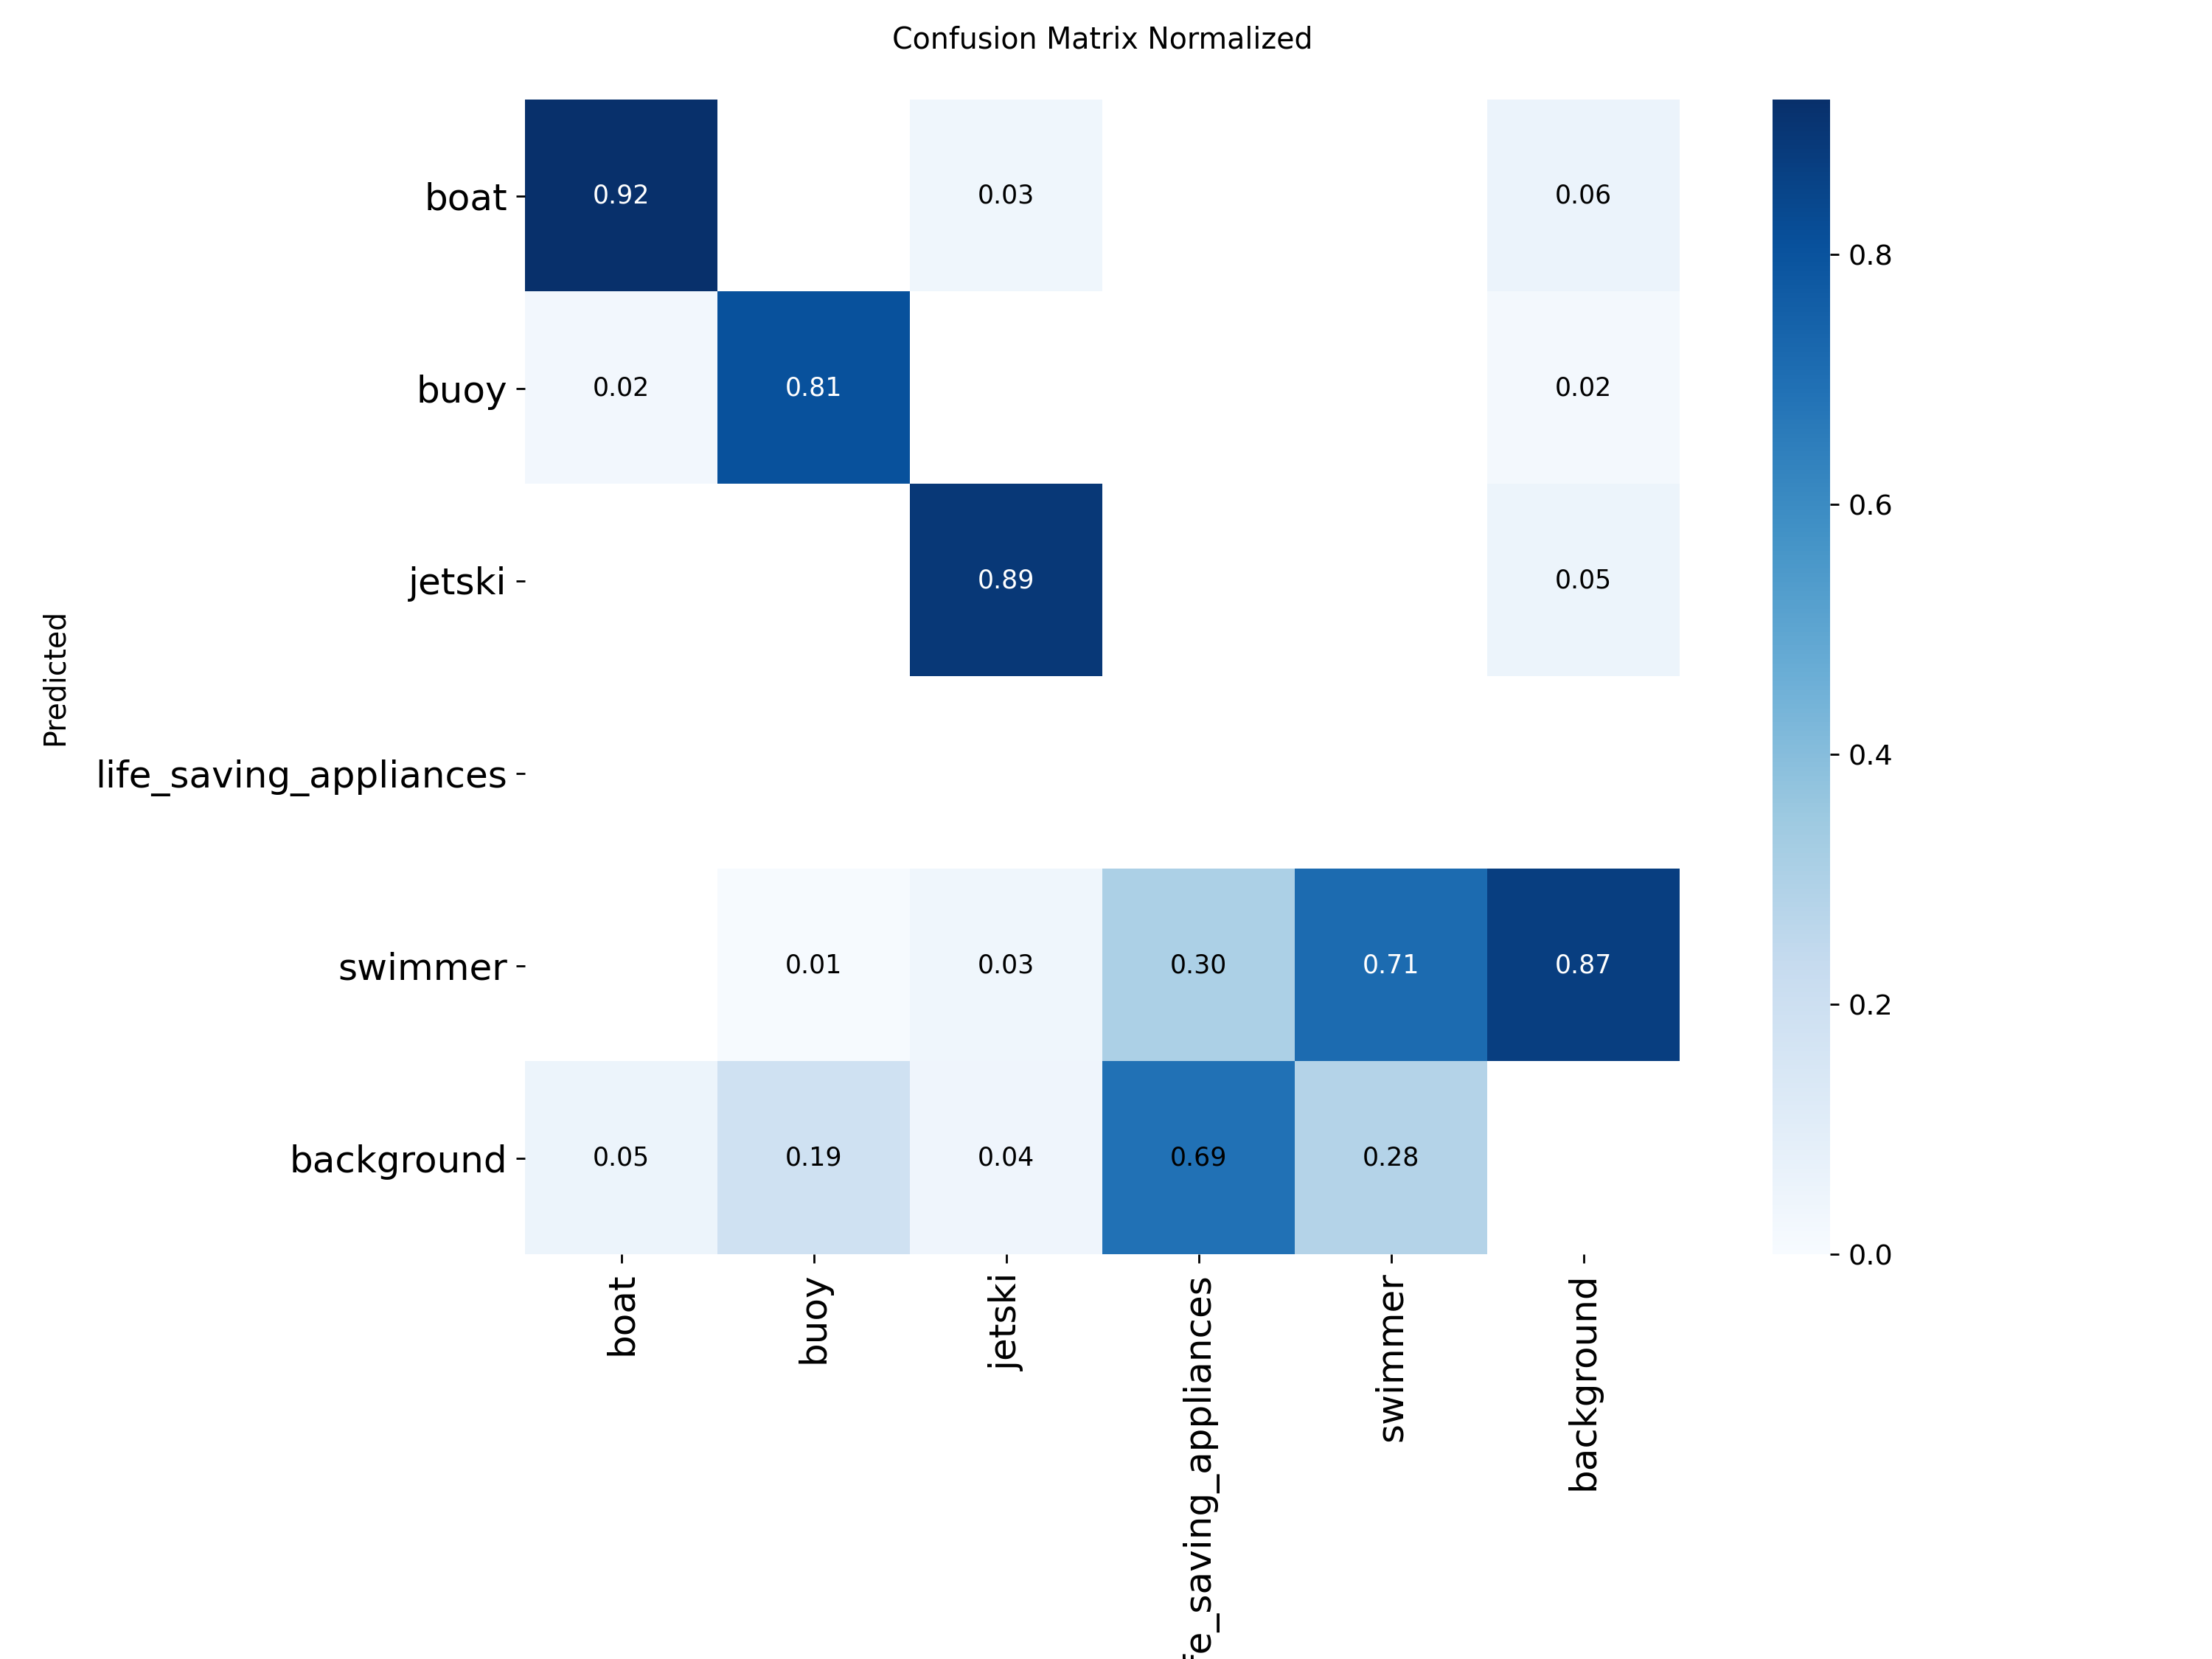 Confusion Matrix Normalized
Predicted
boat
0.92
0.03
0.06
buoy
0.02
0.81
0.02
jetski
0.89
0.05
life_saving_appliances
swimmer
0.01
0.03
0.30
0.71
0.87
background
0.05
0.19
0.04
0.69
0.28
boat
buoy
jetski
fe_saving_appliances
swimmer
background
0.8
0.6
0.4
0.2
0.0